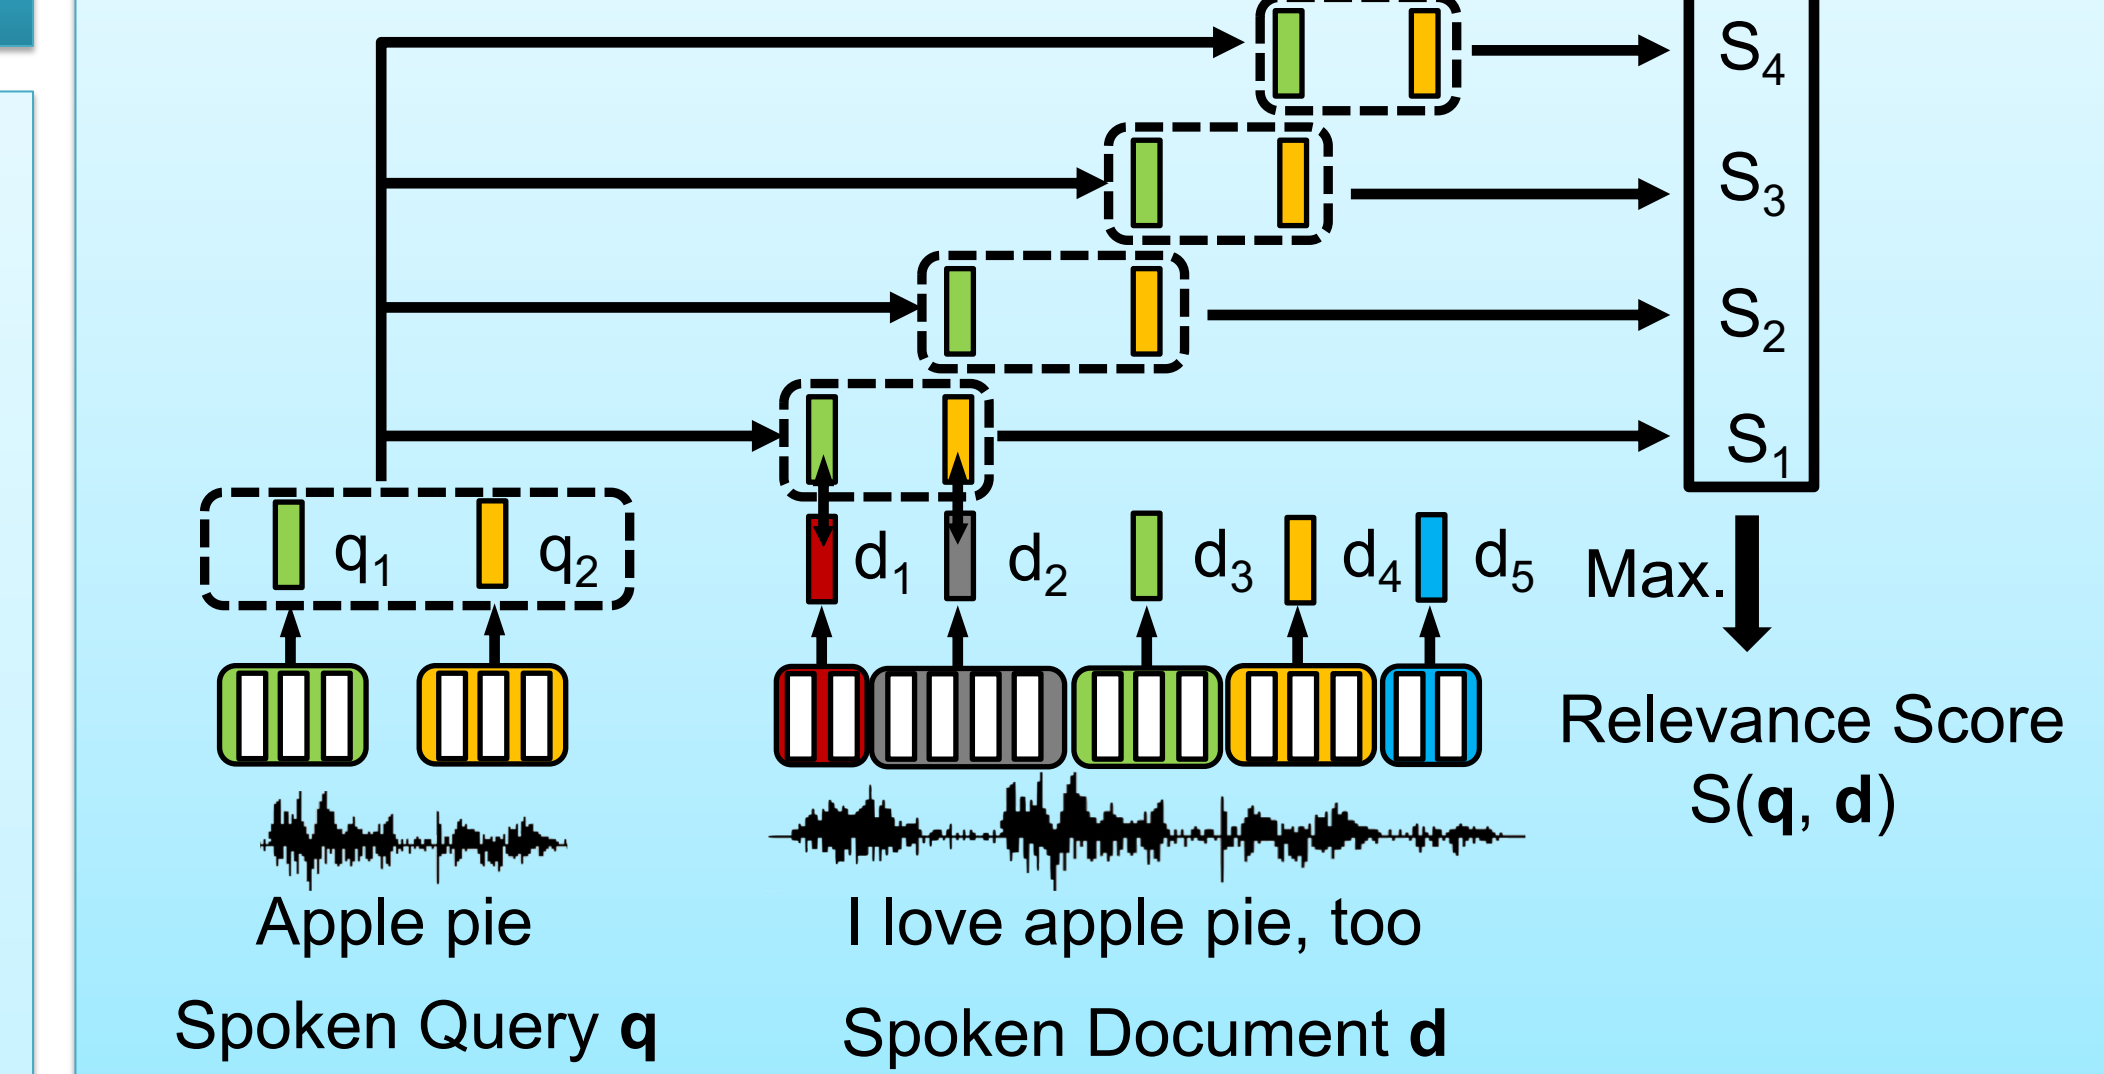 S4
S3
S2
S1
q1 q2 d1 d2 d3 d4 d5 Max.
Relevance Score
S(q, d)
Apple pie I love apple pie, too
Spoken Query q Spoken Document d